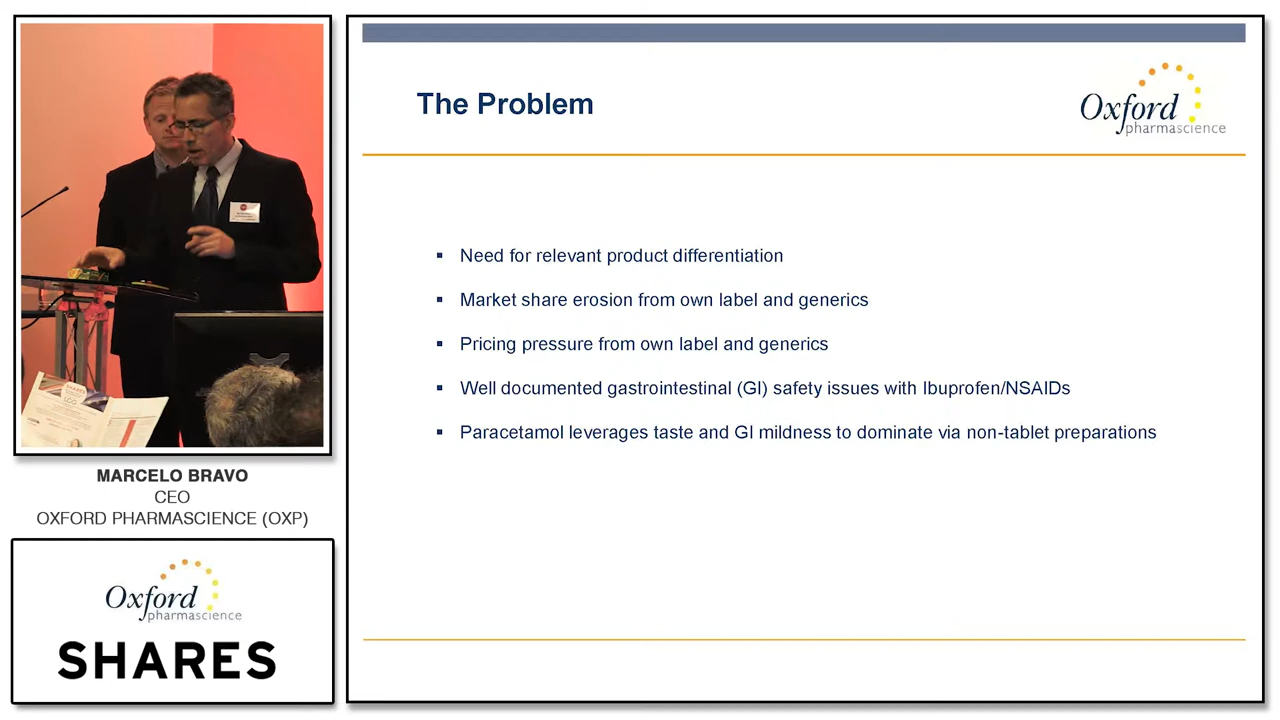 The Problem
Oxford
pharmascience
Need for relevant product differentiation
Market share erosion from own label and generics
Pricing pressure from own label and generics
Well documented gastrointestinal (GI) safety issues with Ibuprofen/NSAIDs
Paracetamol leverages taste and GI mildness to dominate via non-tablet preparations
SHARES
MARCELO BRAVO
CEO
OXFORD PHARMASCIENCE (OXP)
Oxford
pharmascience
SHARES